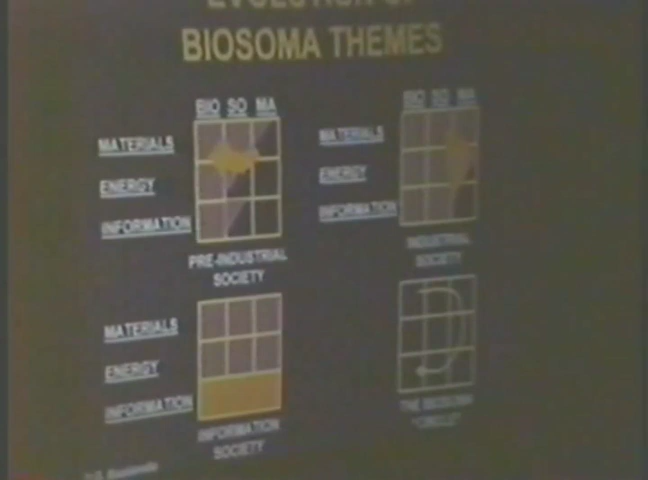 BIOSOMA THEMES
BIO SO MA
MATERIALS
ENERGY
INFORMATION
PRE-INDUSTRIAL
SOCIETY
BIO SO MA
MATERIALS
ENERGY
INFORMATION
INDUSTRIAL
SOCIETY
MATERIALS
ENERGY
INFORMATION
INFORMATION
SOCIETY
THE BIOSOMA